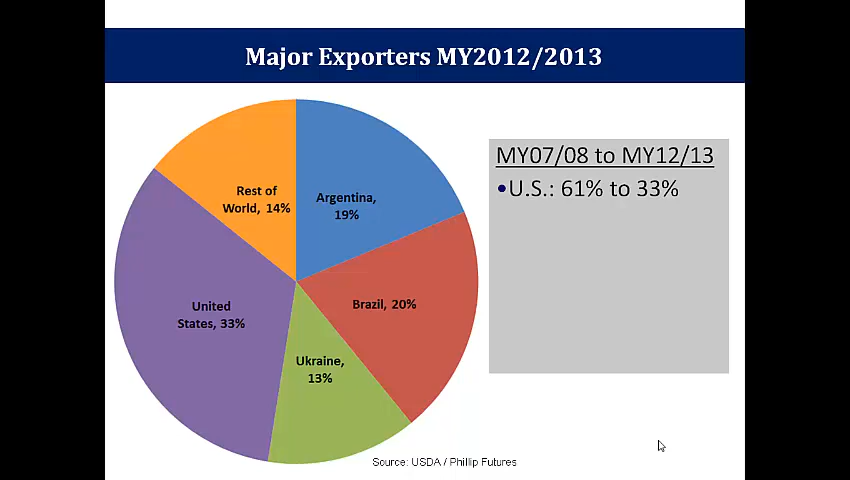 Major Exporters MY2012/2013
MY07/08 to MY12/13
•U.S.: 61% to 33%
Rest of
World, 14%
Argentina,
19%
United
States, 33%
Brazil, 20%
Ukraine,
13%
Source: USDA / Phillip Futures